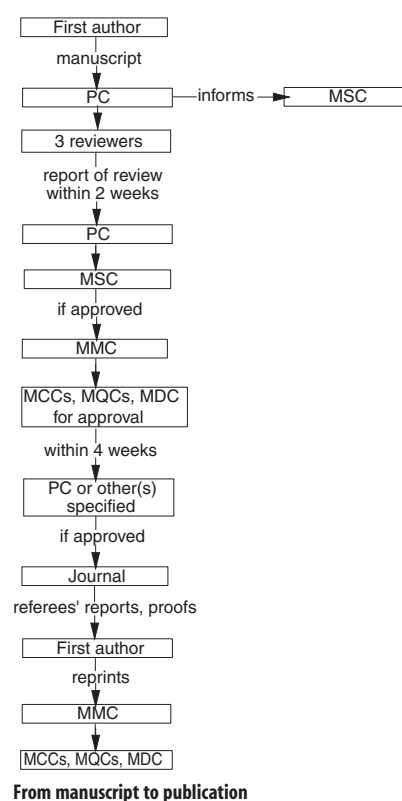 First author
manuscript
PC informs MSC
3 reviewers
report of review
within 2 weeks
PC
MSC
if approved
MMC
MCCs, MQCs, MDC
for approval
within 4 weeks
PC or other(s)
specified
if approved
Journal
referees' reports, proofs
First author
reprints
MMC
MCCs, MQCs, MDC
From manuscript to publication